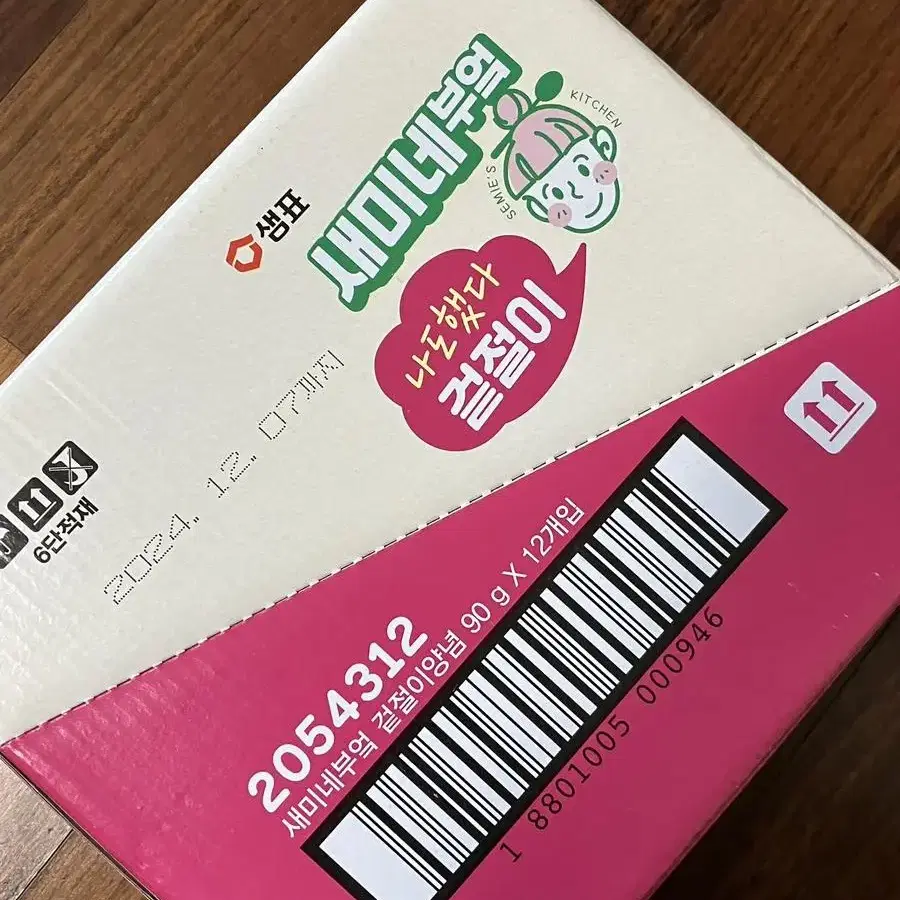 샘표
새미네부엌
SEMIE'S
KITCHEN
나도했다
겉절이
2024. 12. 07까지
6단적재
2054312
새미네부엌 겉절이양념 90 g X 12개입
1 8801005 000946